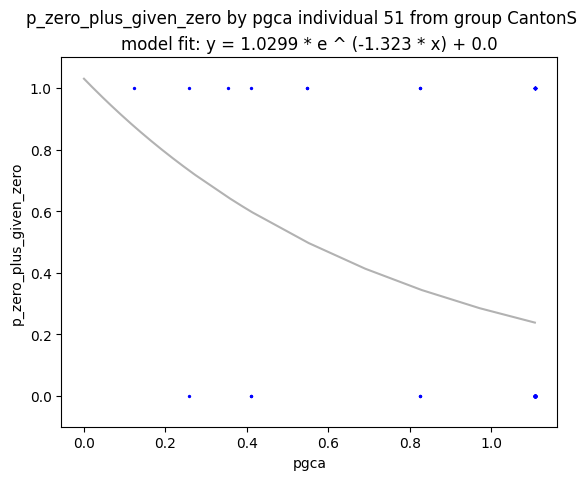 p_zero_plus_given_zero by pgca individual 51 from group CantonS
model fit: y = 1.0299 * e ^ (-1.323 * x) + 0.0
1.0
0.8
0.6
0.4
0.2
0.0
p_zero_plus_given_zero
0.0 0.2 0.4 0.6 0.8 1.0
pgca